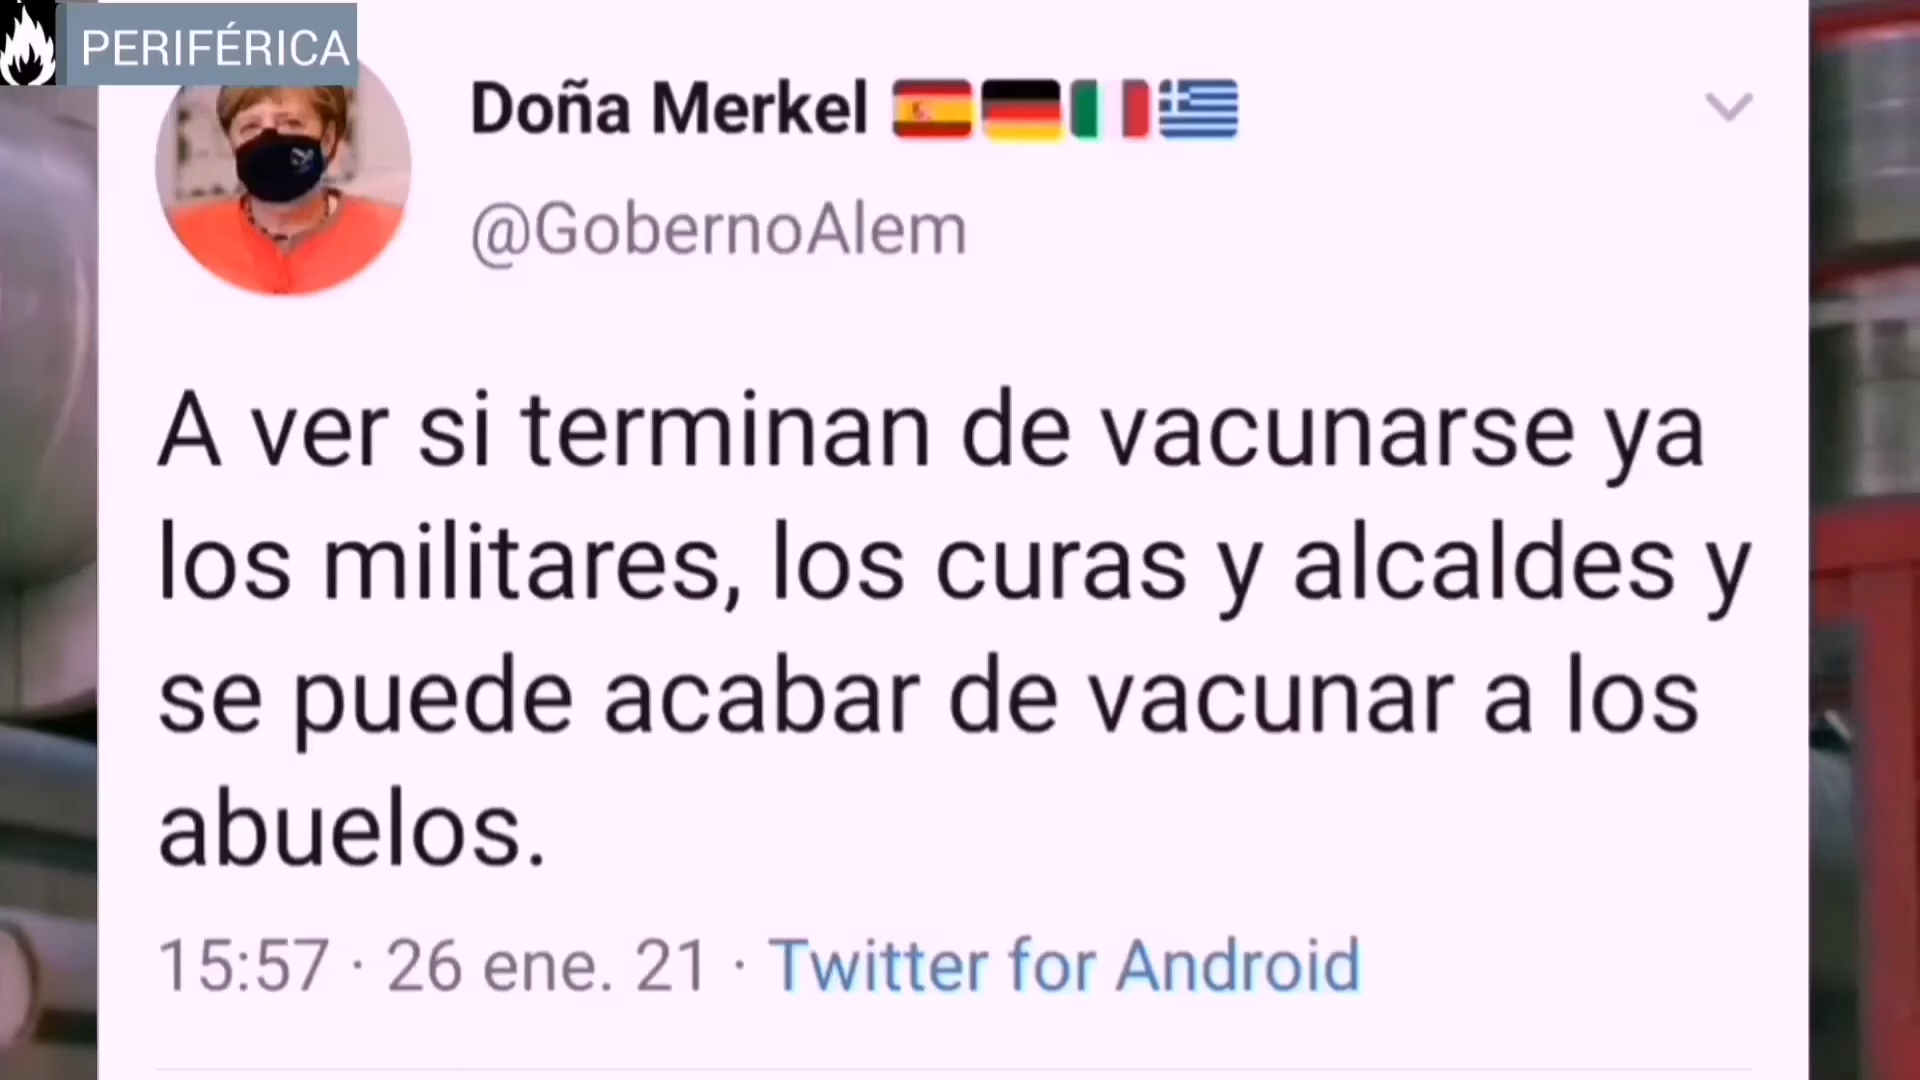 PERIFÉRICA
Doña Merkel
@GobernoAlem
A ver si terminan de vacunarse ya
los militares, los curas y alcaldes y
se puede acabar de vacunar a los
abuelos.
15:57 · 26 ene. 21 · Twitter for Android